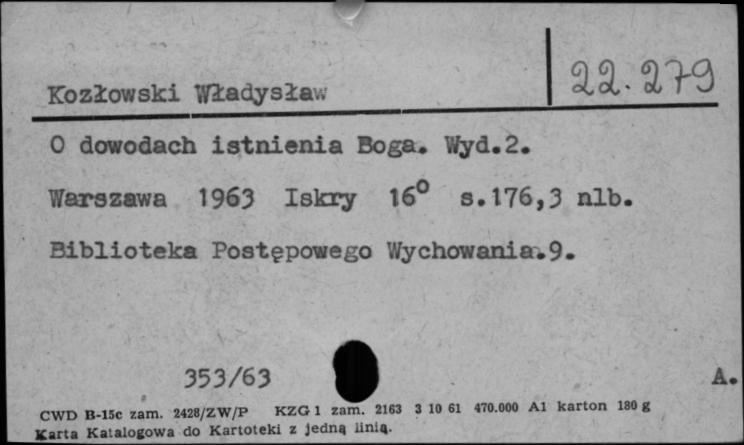 Kozłowski Władysław 22.279
O dowodach istnienia Boga. Wyd.2.
Warszawa 1963 Iskry 16° s.176,3 nlb.
Biblioteka Postępowego Wychowania.9.
353/63 A.
CWD B-15c zam. 2428/ZW/P KZG 1 zam. 2163 3 10 61 470.000 A1 karton 180 g
Karta Katalogowa do Kartoteki z jedną linią.